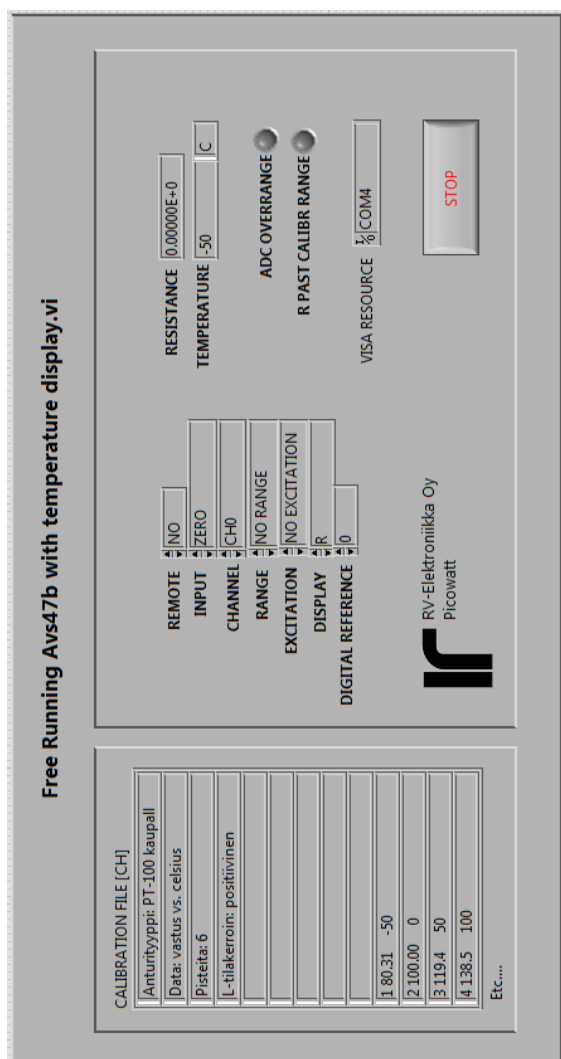 Free Running Avs47b with temperature display.vi
CALIBRATION FILE [CH]
Anturityyppi: PT-100 kaupall
Data: vastus vs. celsius
Pisteita: 6
L-tilakerroin: positiivinen
1 80.31 -50
2 100.00 0
3 119.4 50
4 138.5 100
Etc....
REMOTE NO
INPUT ZERO
CHANNEL CH0
RANGE NO RANGE
EXCITATION NO EXCITATION
DISPLAY R
DIGITAL REFERENCE 0
RV-Elektroniikka Oy
Picowatt
RESISTANCE 0.00000E+0
TEMPERATURE -50 C
ADC OVERRANGE
R PAST CALIBR RANGE
VISA RESOURCE I/O COM4
STOP